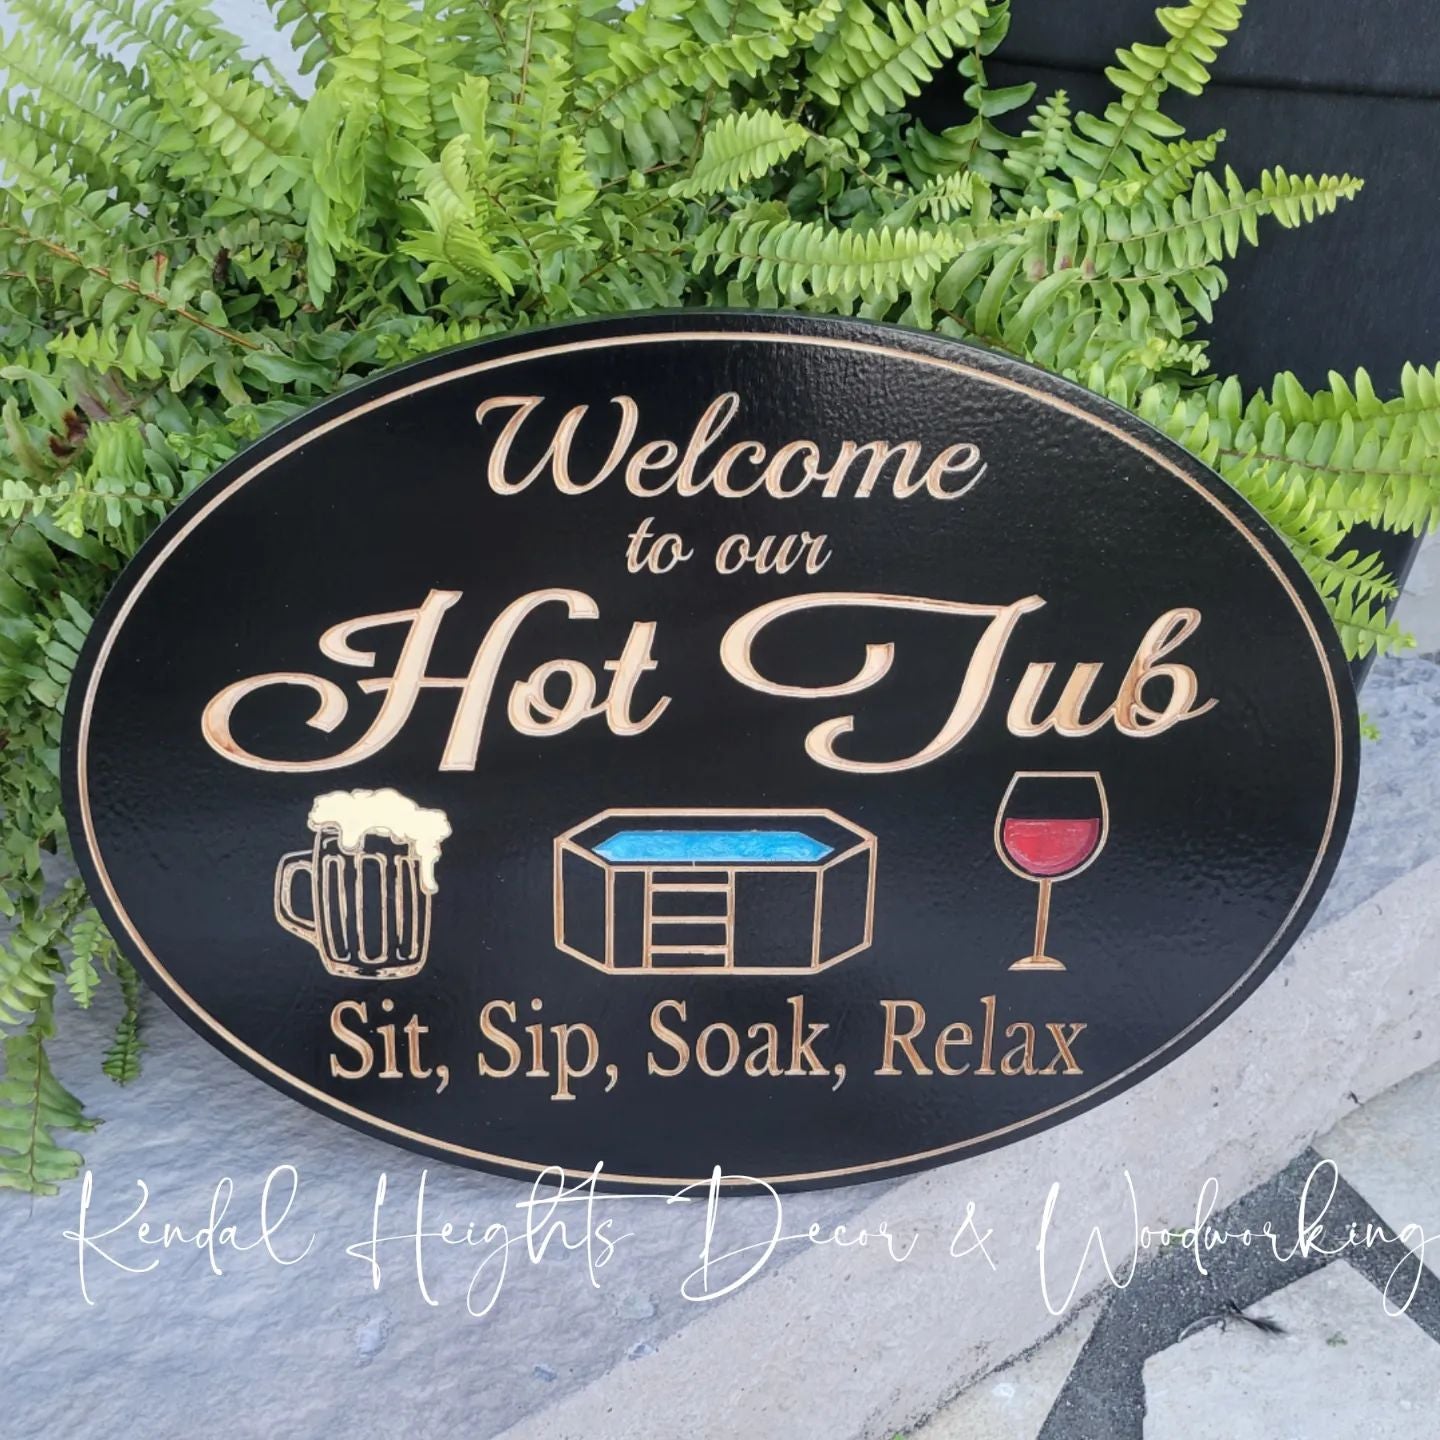 Welcome
to our
Hot Tub
Sit, Sip, Soak, Relax
Kendal Heights Decor & Woodworking